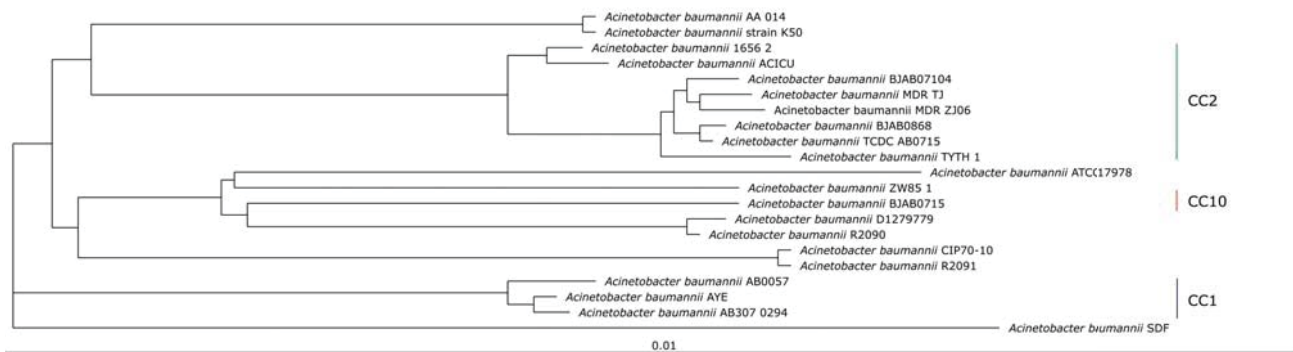 Acinetobacter baumannii AA 014
Acinetobacter baumannii strain K50
Acinetobacter baumannii 1656 2
Acinetobacter baumannii ACICU
Acinetobacter baumannii BJAB07104
Acinetobacter baumannii MDR TJ
CC2
Acinetobacter baumannii MDR ZJ06
Acinetobacter baumannii BJAB0868
Acinetobacter baumannii TCDC AB0715
Acinetobacter baumannii TYTH 1
Acinetobacter baumannii ATCC17978
Acinetobacter baumannii ZW85 1
Acinetobacter baumannii BJAB0715
CC10
Acinetobacter baumannii D1279779
Acinetobacter baumannii R2090
Acinetobacter baumannii CIP70-10
Acinetobacter baumannii R2091
Acinetobacter baumannii AB0057
Acinetobacter baumannii AYE
CC1
Acinetobacter baumannii AB307 0294
Acinetobacter baumannii SDF
0.01